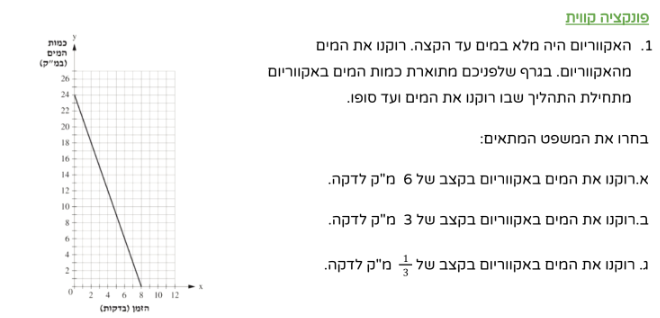 פונקציה קווית
1. האקווריום היה מלא במים עד הקצה. רוקנו את המים
מהאקווריום. בגרף שלפניכם מתוארת כמות המים באקווריום
מתחילת התהליך שבו רוקנו את המים ועד סופו.
בחרו את המשפט המתאים:
א.רוקנו את המים באקווריום בקצב של 6 מ"ק לדקה.
ב.רוקנו את המים באקווריום בקצב של 3 מ"ק לדקה.
ג. רוקנו את המים באקווריום בקצב של 1/3 מ"ק לדקה.
y
כמות
המים
(במ"ק)
26
24
22
20
18
16
14
12
10
8
6
4
2
0 2 4 6 8 10 12 x
הזמן (בדקות)